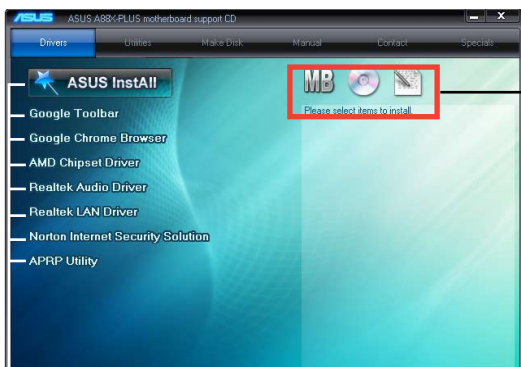 ASUS ASUS A88X-PLUS motherboard support CD
Drivers Utilities Make Disk Manual Contact Specials
ASUS InstAll
MB
Please select items to install.
Google Toolbar
Google Chrome Browser
AMD Chipset Driver
Realtek Audio Driver
Realtek LAN Driver
Norton Internet Security Solution
APRP Utility